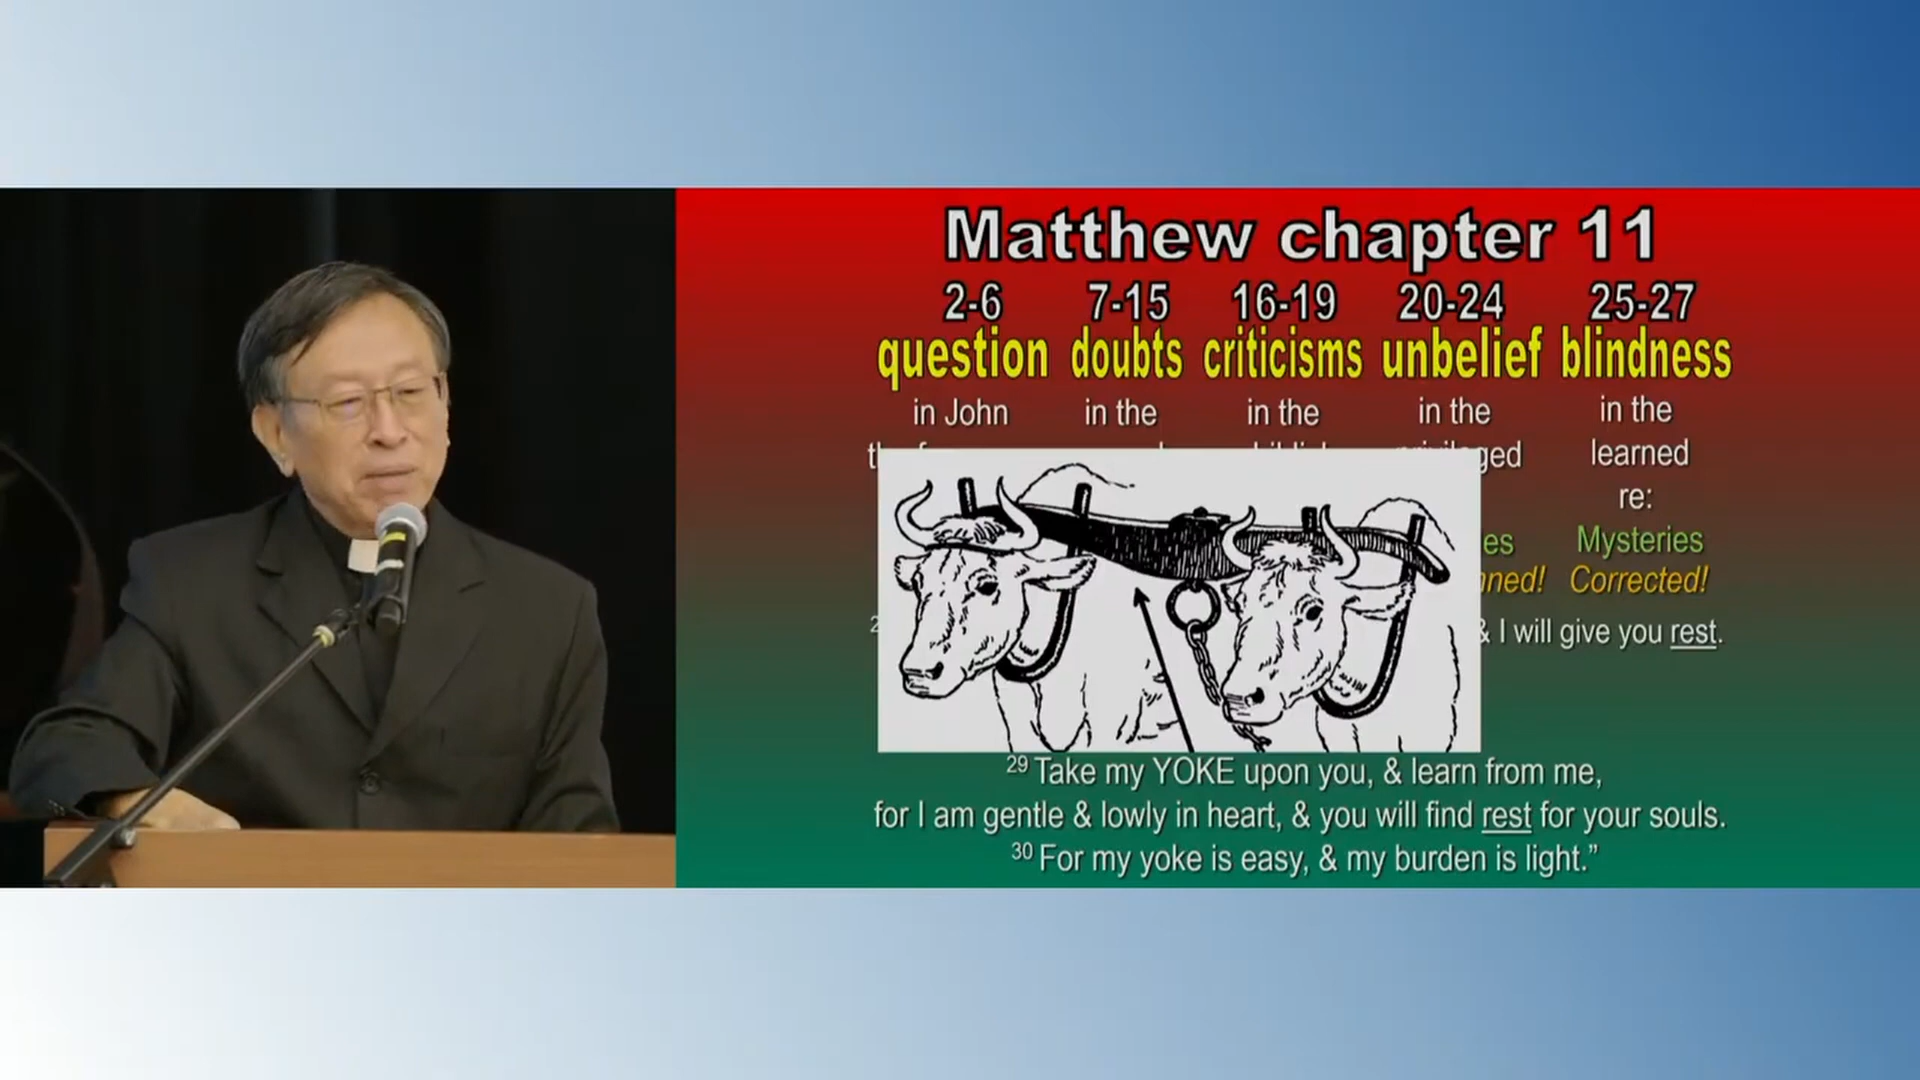 Matthew chapter 11
2-6 7-15 16-19 20-24 25-27
question doubts criticisms unbelief blindness
in John in the in the in the in the
privileged learned
re:
Mysteries
Corrected!
& I will give you rest.
29 Take my YOKE upon you, & learn from me,
for I am gentle & lowly in heart, & you will find rest for your souls.
30 For my yoke is easy, & my burden is light.”